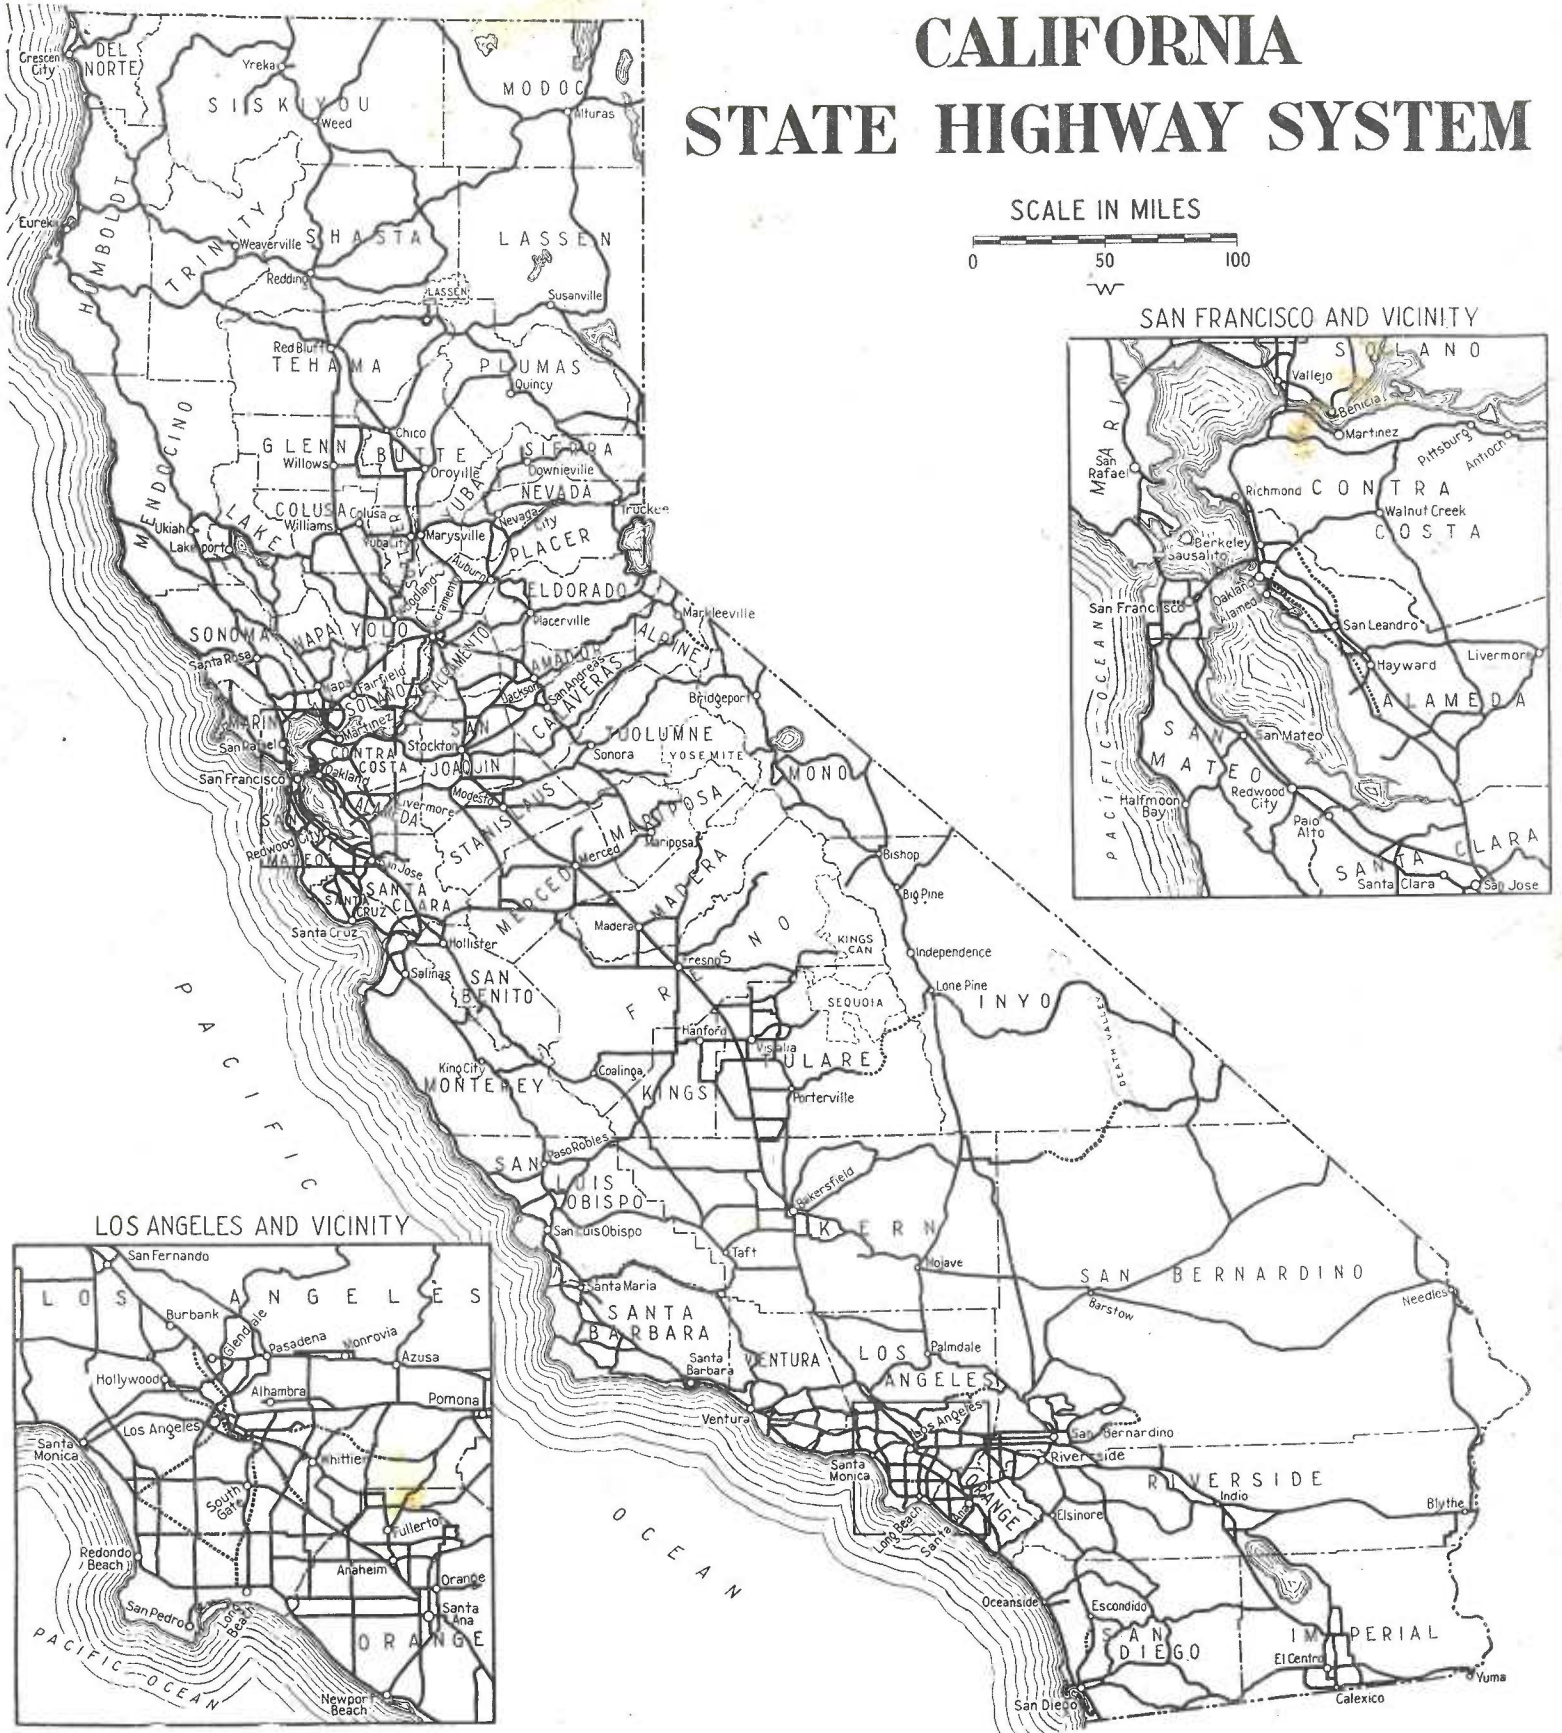 CALIFORNIA
STATE HIGHWAY SYSTEM
SCALE IN MILES
0 50 100
Crescen
City
DEL
NORTE
Yreka
SISKIYOU
Weed
MODOC
Alturas
HUMBOLDT
Eurek
TRINITY
Weaverville
SHASTA
Redding
LASSEN
LASSEN
Susanville
Red Bluff
TEHAMA
PLUMAS
Quincy
MENDOCINO
GLENN
Willows
Chico
BUTTE
Oroville
SIERRA
Downieville
COLUSA
Williams
Colusa
YUBA
NEVADA
Nevada
City
Truckee
Ukiah
Lakeport
LAKE
Marysville
PLACER
Auburn
ELDORADO
Placerville
Markleeville
ALPINE
SONOMA
Santa Rosa
NAPA
YOLO
AMADOR
Jackson
San Andreas
CALAVERAS
Fairfield
SOLANO
MARIN
San Rafael
Martinez
CONTRA
COSTA
San Francisco
Oakland
Stockton
SAN
JOAQUIN
TUOLUMNE
Sonora
YOSEMITE
Bridgeport
MONO
Livermore
Modesto
STANISLAUS
MARIPOSA
Mariposa
SAN
MATEO
Redwood City
SANTA
CLARA
SANTA
CRUZ
Santa Cruz
Merced
MERCED
MADERA
Madera
Bishop
Big Pine
Independence
Lone Pine
INYO
DEATH VALLEY
Hollister
Salinas
SAN
BENITO
FRESNO
KINGS
CAN
SEQUOIA
Hanford
Visalia
TULARE
King City
MONTEREY
Coalinga
KINGS
Porterville
Paso Robles
SAN
LUIS
OBISPO
San Luis Obispo
Bakersfield
KERN
Taft
Mojave
SAN BERNARDINO
Barstow
Needles
Santa Maria
SANTA
BARBARA
Santa
Barbara
VENTURA
Ventura
LOS
ANGELES
Palmdale
Los Angeles
San Bernardino
Santa
Monica
Riverside
RIVERSIDE
Indio
Blythe
ORANGE
Long Beach
Santa Ana
Elsinore
Oceanside
Escondido
SAN
DIEGO
San Diego
IMPERIAL
El Centro
Calexico
Yuma
PACIFIC
OCEAN
SAN FRANCISCO AND VICINITY
SOLANO
Vallejo
Benicia
Martinez
Pittsburg
Antioch
MARIN
San
Rafael
Richmond
CONTRA
COSTA
Walnut Creek
Berkeley
Sausalito
San Francisco
Oakland
Alamed
San Leandro
Hayward
Livermore
ALAMEDA
SAN
MATEO
San Mateo
Redwood
City
Halfmoon
Bay
Palo
Alto
SANTA CLARA
Santa Clara
San Jose
PACIFIC OCEAN
LOS ANGELES AND VICINITY
San Fernando
LOS ANGELES
Burbank
Glendale
Pasadena
Monrovia
Azusa
Hollywood
Alhambra
Pomona
Los Angeles
Santa
Monica
Whittie
South
Gate
Fullerto
Redondo
Beach
Anaheim
Orange
San Pedro
Long
Beach
Santa
Ana
ORANGE
Newpor
Beach
PACIFIC OCEAN